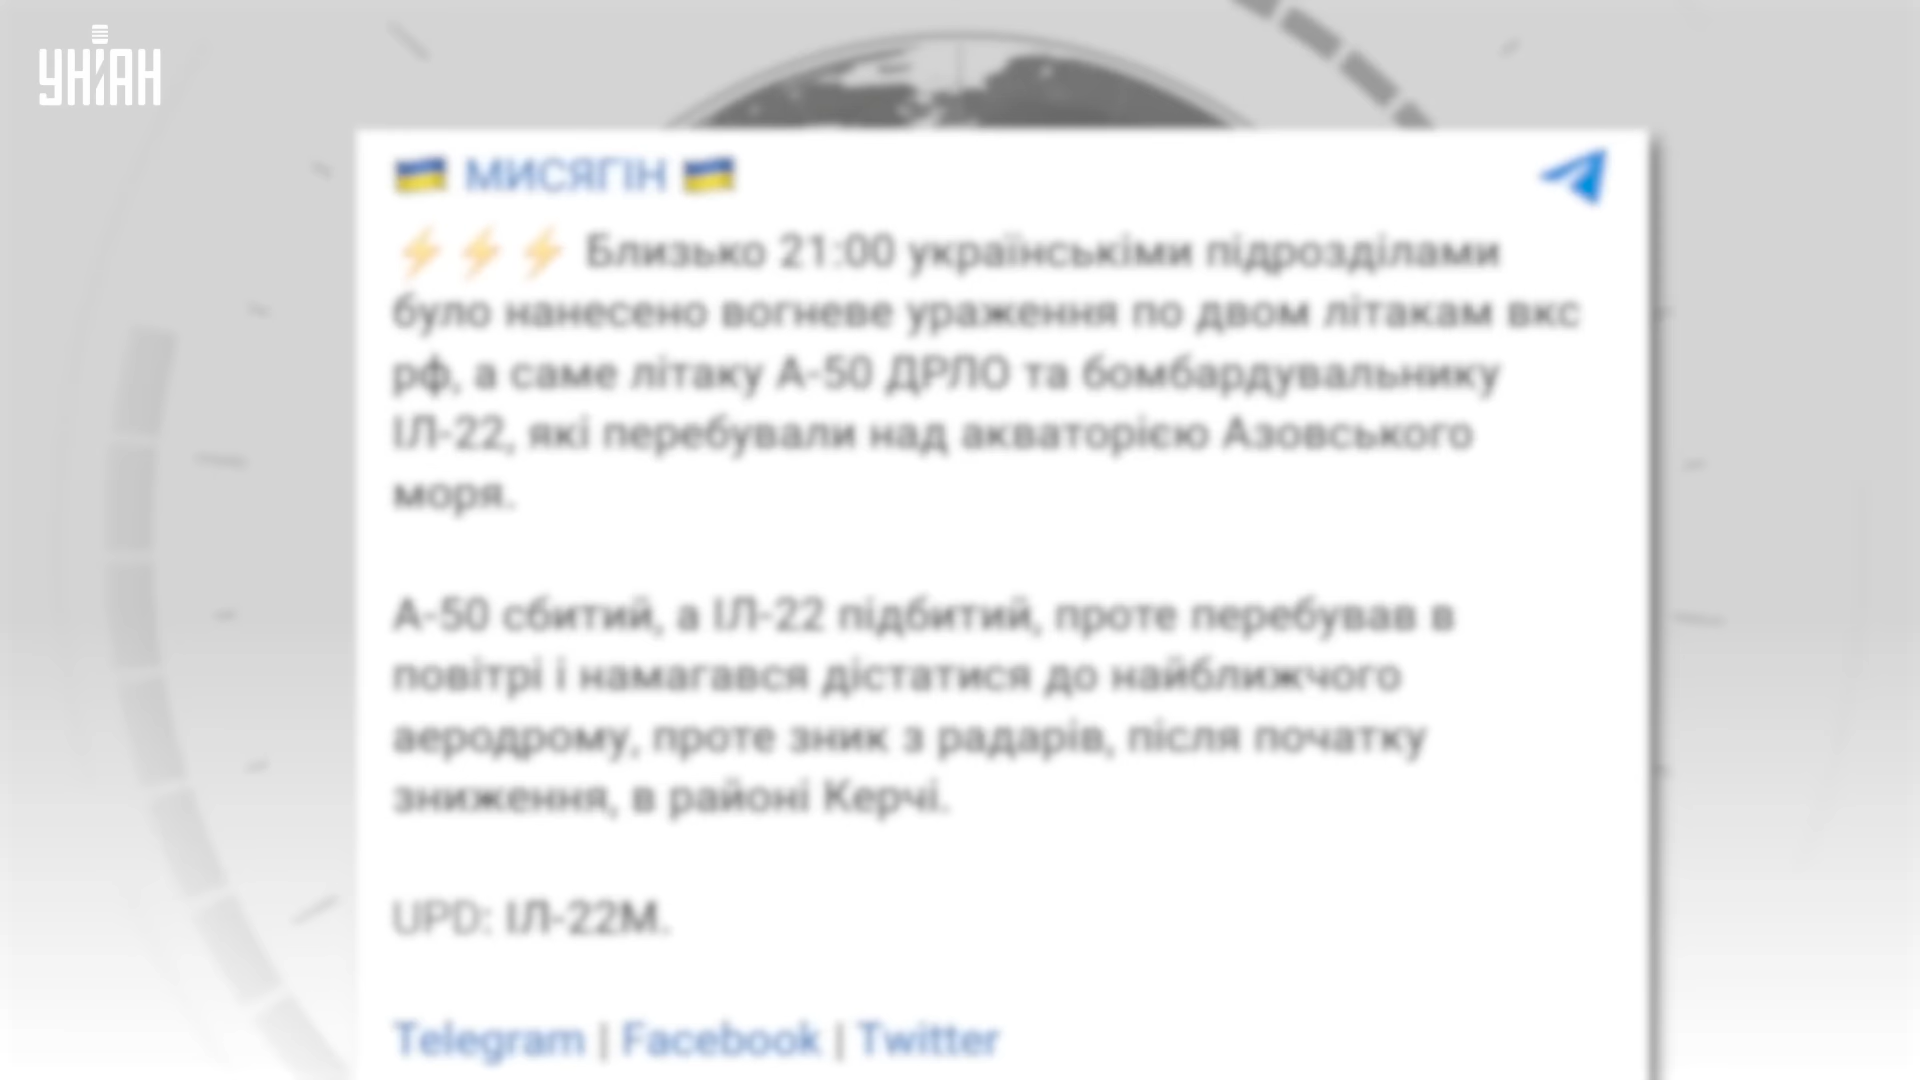 УНІАН
МИСЯГІН
Близько 21:00 українськіми підрозділами
було нанесено вогневе ураження по двом літакам вкс
рф, а саме літаку А-50 ДРЛО та бомбардувальнику
ІЛ-22, які перебували над акваторією Азовського
моря.
А-50 сбитий, а ІЛ-22 підбитий, проте перебував в
повітрі і намагався дістатися до найближчого
аеродрому, проте зник з радарів, після початку
зниження, в районі Керчі.
UPD: ІЛ-22М.
Telegram | Facebook | Twitter